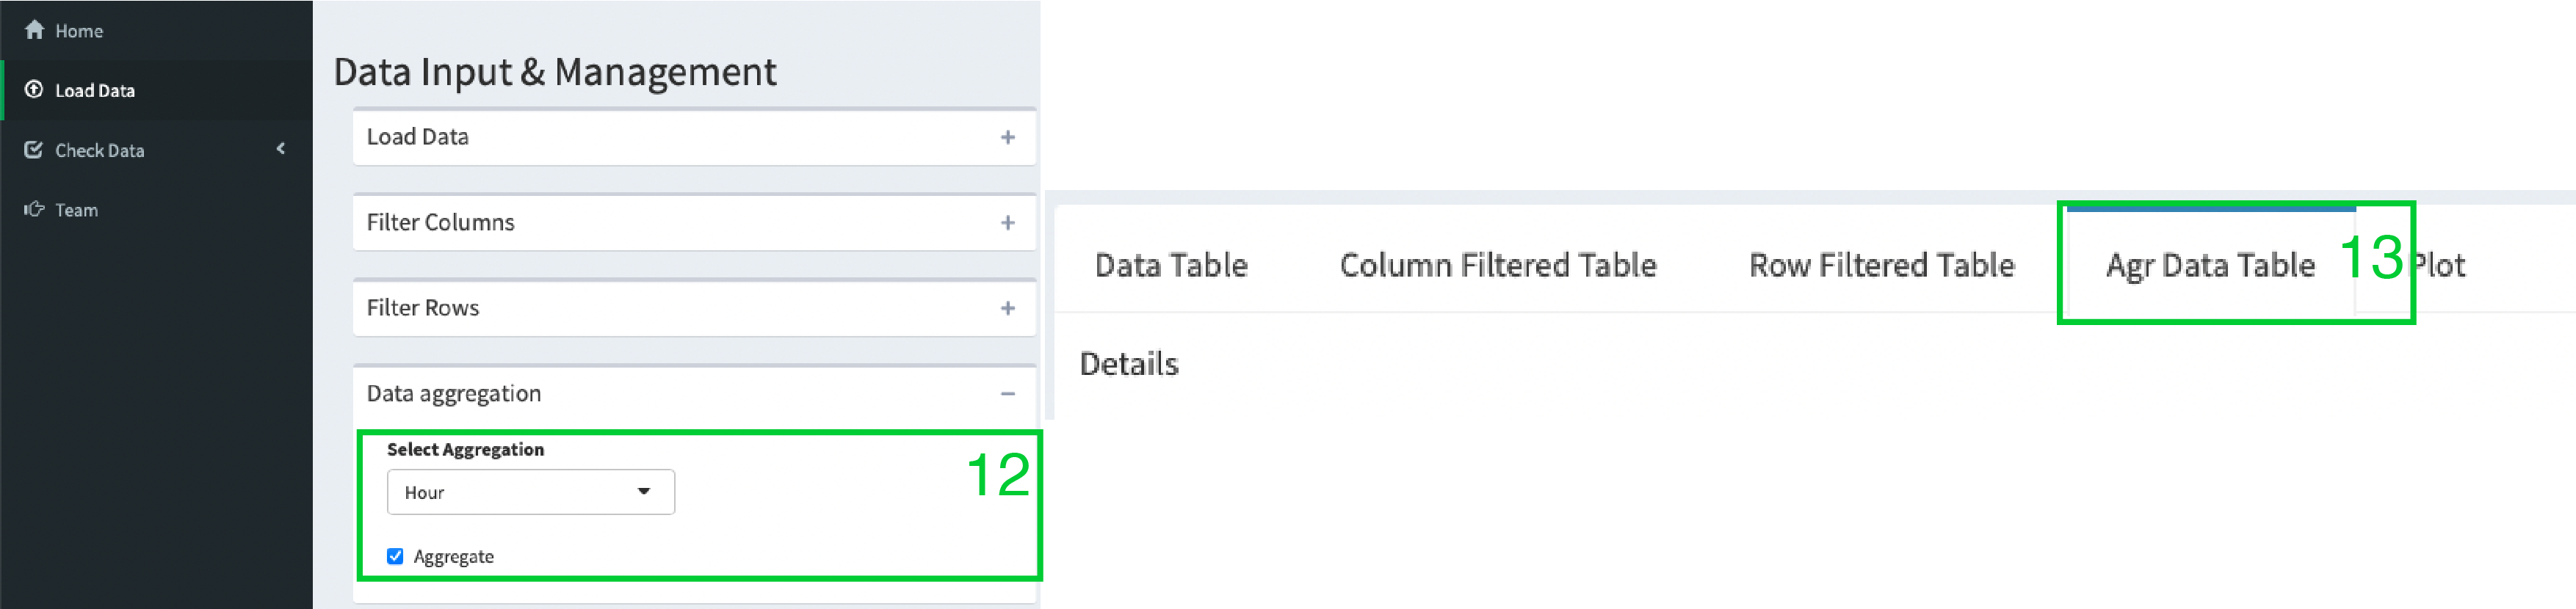 Home
Load Data
Check Data
Team
Data Input & Management
Load Data
Filter Columns
Filter Rows
Data aggregation
Select Aggregation
Hour
Aggregate
12
Data Table Column Filtered Table Row Filtered Table Agr Data Table 13 Plot
Details